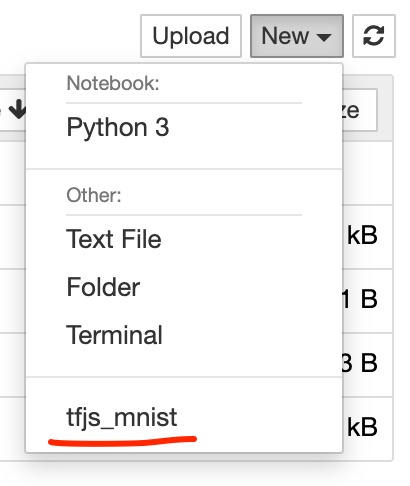 Upload New
Notebook:
ze
Python 3
Other:
Text File
kB
Folder
1 B
Terminal
3 B
tfjs_mnist
kB